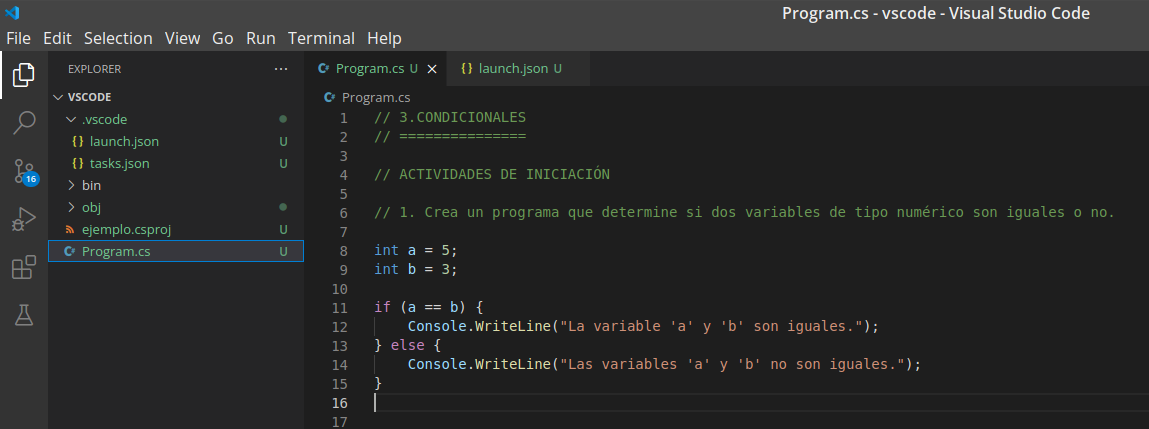 Program.cs - vscode - Visual Studio Code
File Edit Selection View Go Run Terminal Help
EXPLORER ...
VSCODE
.vscode
launch.json U
tasks.json U
bin
obj
ejemplo.csproj U
Program.cs U
16
Program.cs U × launch.json U
Program.cs
1 // 3.CONDICIONALES
2 // ===============
3
4 // ACTIVIDADES DE INICIACIÓN
5
6 // 1. Crea un programa que determine si dos variables de tipo numérico son iguales o no.
7
8 int a = 5;
9 int b = 3;
10
11 if (a == b) {
12 Console.WriteLine("La variable 'a' y 'b' son iguales.");
13 } else {
14 Console.WriteLine("Las variables 'a' y 'b' no son iguales.");
15 }
16
17